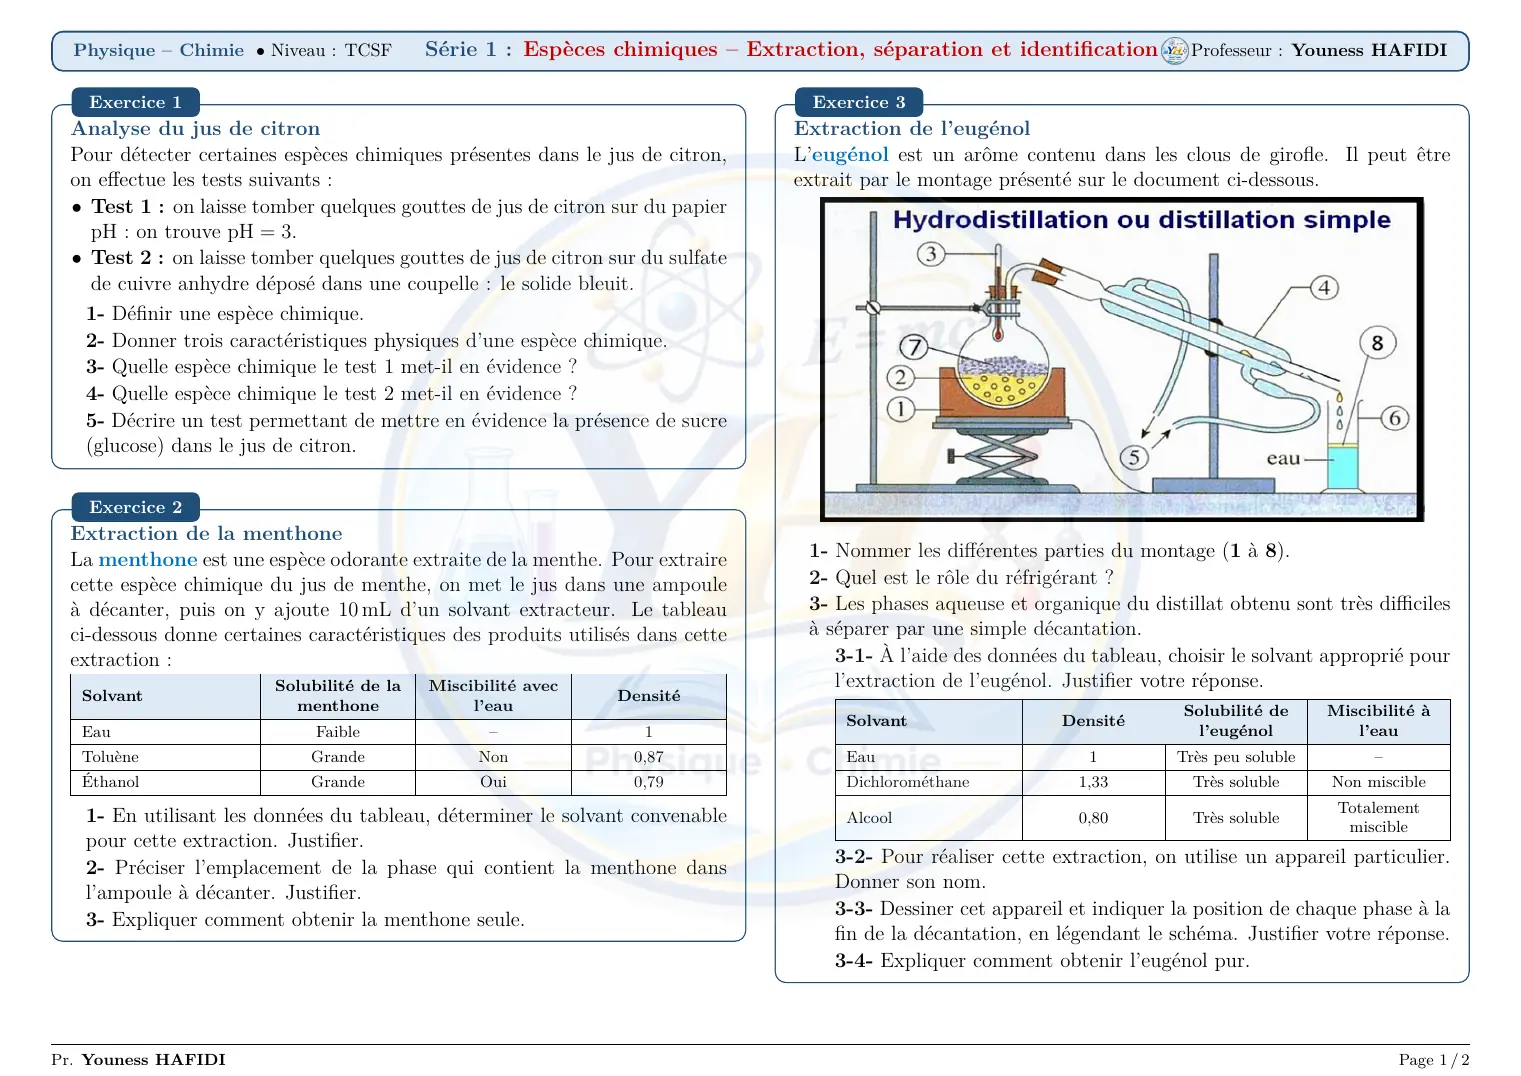 Physique – Chimie • Niveau : TCSF Série 1 : Espèces chimiques – Extraction, séparation et identification Professeur : Youness HAFIDI
Exercice 1
Analyse du jus de citron
Pour détecter certaines espèces chimiques présentes dans le jus de citron,
on effectue les tests suivants :
• Test 1 : on laisse tomber quelques gouttes de jus de citron sur du papier
pH : on trouve pH = 3.
• Test 2 : on laisse tomber quelques gouttes de jus de citron sur du sulfate
de cuivre anhydre déposé dans une coupelle : le solide bleuit.
1- Définir une espèce chimique.
2- Donner trois caractéristiques physiques d'une espèce chimique.
3- Quelle espèce chimique le test 1 met-il en évidence ?
4- Quelle espèce chimique le test 2 met-il en évidence ?
5- Décrire un test permettant de mettre en évidence la présence de sucre
(glucose) dans le jus de citron.
Exercice 2
Extraction de la menthone
La menthone est une espèce odorante extraite de la menthe. Pour extraire
cette espèce chimique du jus de menthe, on met le jus dans une ampoule
à décanter, puis on y ajoute 10 mL d'un solvant extracteur. Le tableau
ci-dessous donne certaines caractéristiques des produits utilisés dans cette
extraction :
Solvant Solubilité de la menthone Miscibilité avec l'eau Densité
Eau Faible – 1
Toluène Grande Non 0,87
Éthanol Grande Oui 0,79
1- En utilisant les données du tableau, déterminer le solvant convenable
pour cette extraction. Justifier.
2- Préciser l'emplacement de la phase qui contient la menthone dans
l'ampoule à décanter. Justifier.
3- Expliquer comment obtenir la menthone seule.
Exercice 3
Extraction de l'eugénol
L'eugénol est un arôme contenu dans les clous de girofle. Il peut être
extrait par le montage présenté sur le document ci-dessous.
Hydrodistillation ou distillation simple
3
4
7
8
2
1
6
5
eau
1- Nommer les différentes parties du montage (1 à 8).
2- Quel est le rôle du réfrigérant ?
3- Les phases aqueuse et organique du distillat obtenu sont très difficiles
à séparer par une simple décantation.
3-1- À l'aide des données du tableau, choisir le solvant approprié pour
l'extraction de l'eugénol. Justifier votre réponse.
Solvant Densité Solubilité de l'eugénol Miscibilité à l'eau
Eau 1 Très peu soluble –
Dichlorométhane 1,33 Très soluble Non miscible
Alcool 0,80 Très soluble Totalement miscible
3-2- Pour réaliser cette extraction, on utilise un appareil particulier.
Donner son nom.
3-3- Dessiner cet appareil et indiquer la position de chaque phase à la
fin de la décantation, en légendant le schéma. Justifier votre réponse.
3-4- Expliquer comment obtenir l'eugénol pur.
E = mc²
YH
Physique - Chimie
Pr. Youness HAFIDI
Page 1 / 2